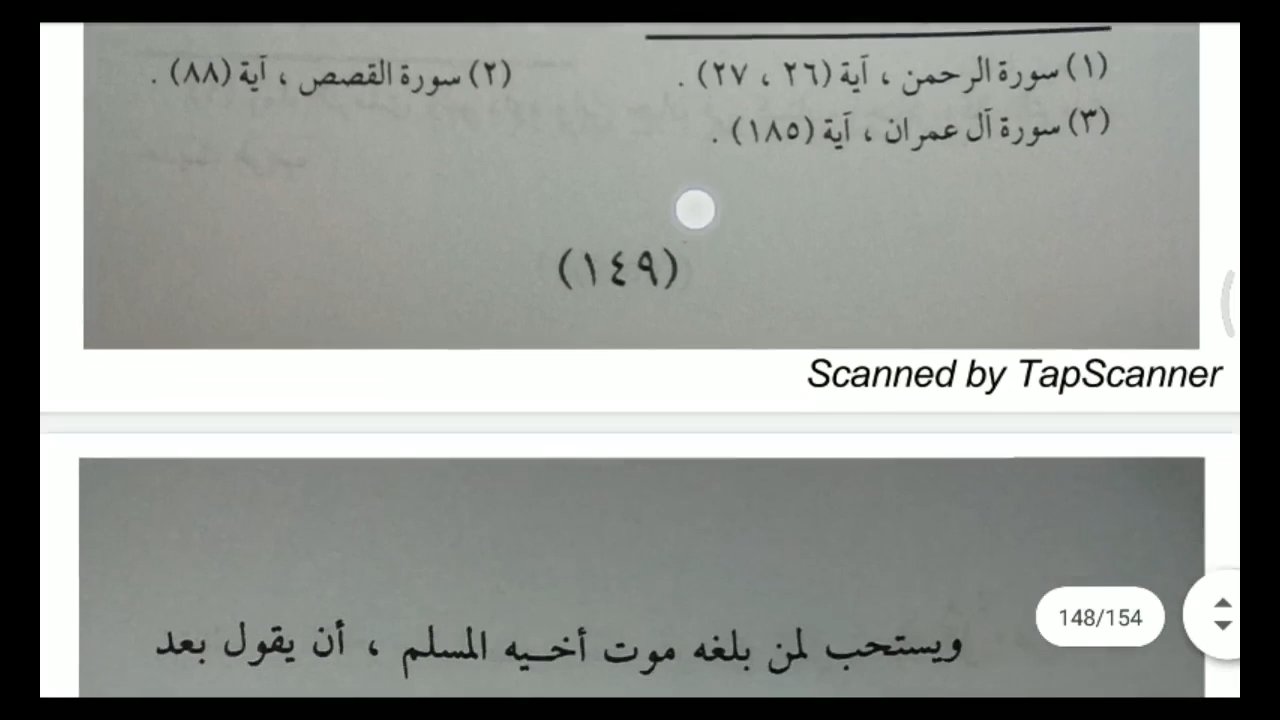 (١) سورة الرحمن ، آية (٢٦ ، ٢٧) . (٢) سورة القصص ، آية (٨٨) .
(٣) سورة آل عمران ، آية (١٨٥) .
(١٤٩)
Scanned by TapScanner
148/154
ويستحب لمن بلغه موت أخيه المسلم ، أن يقول بعد